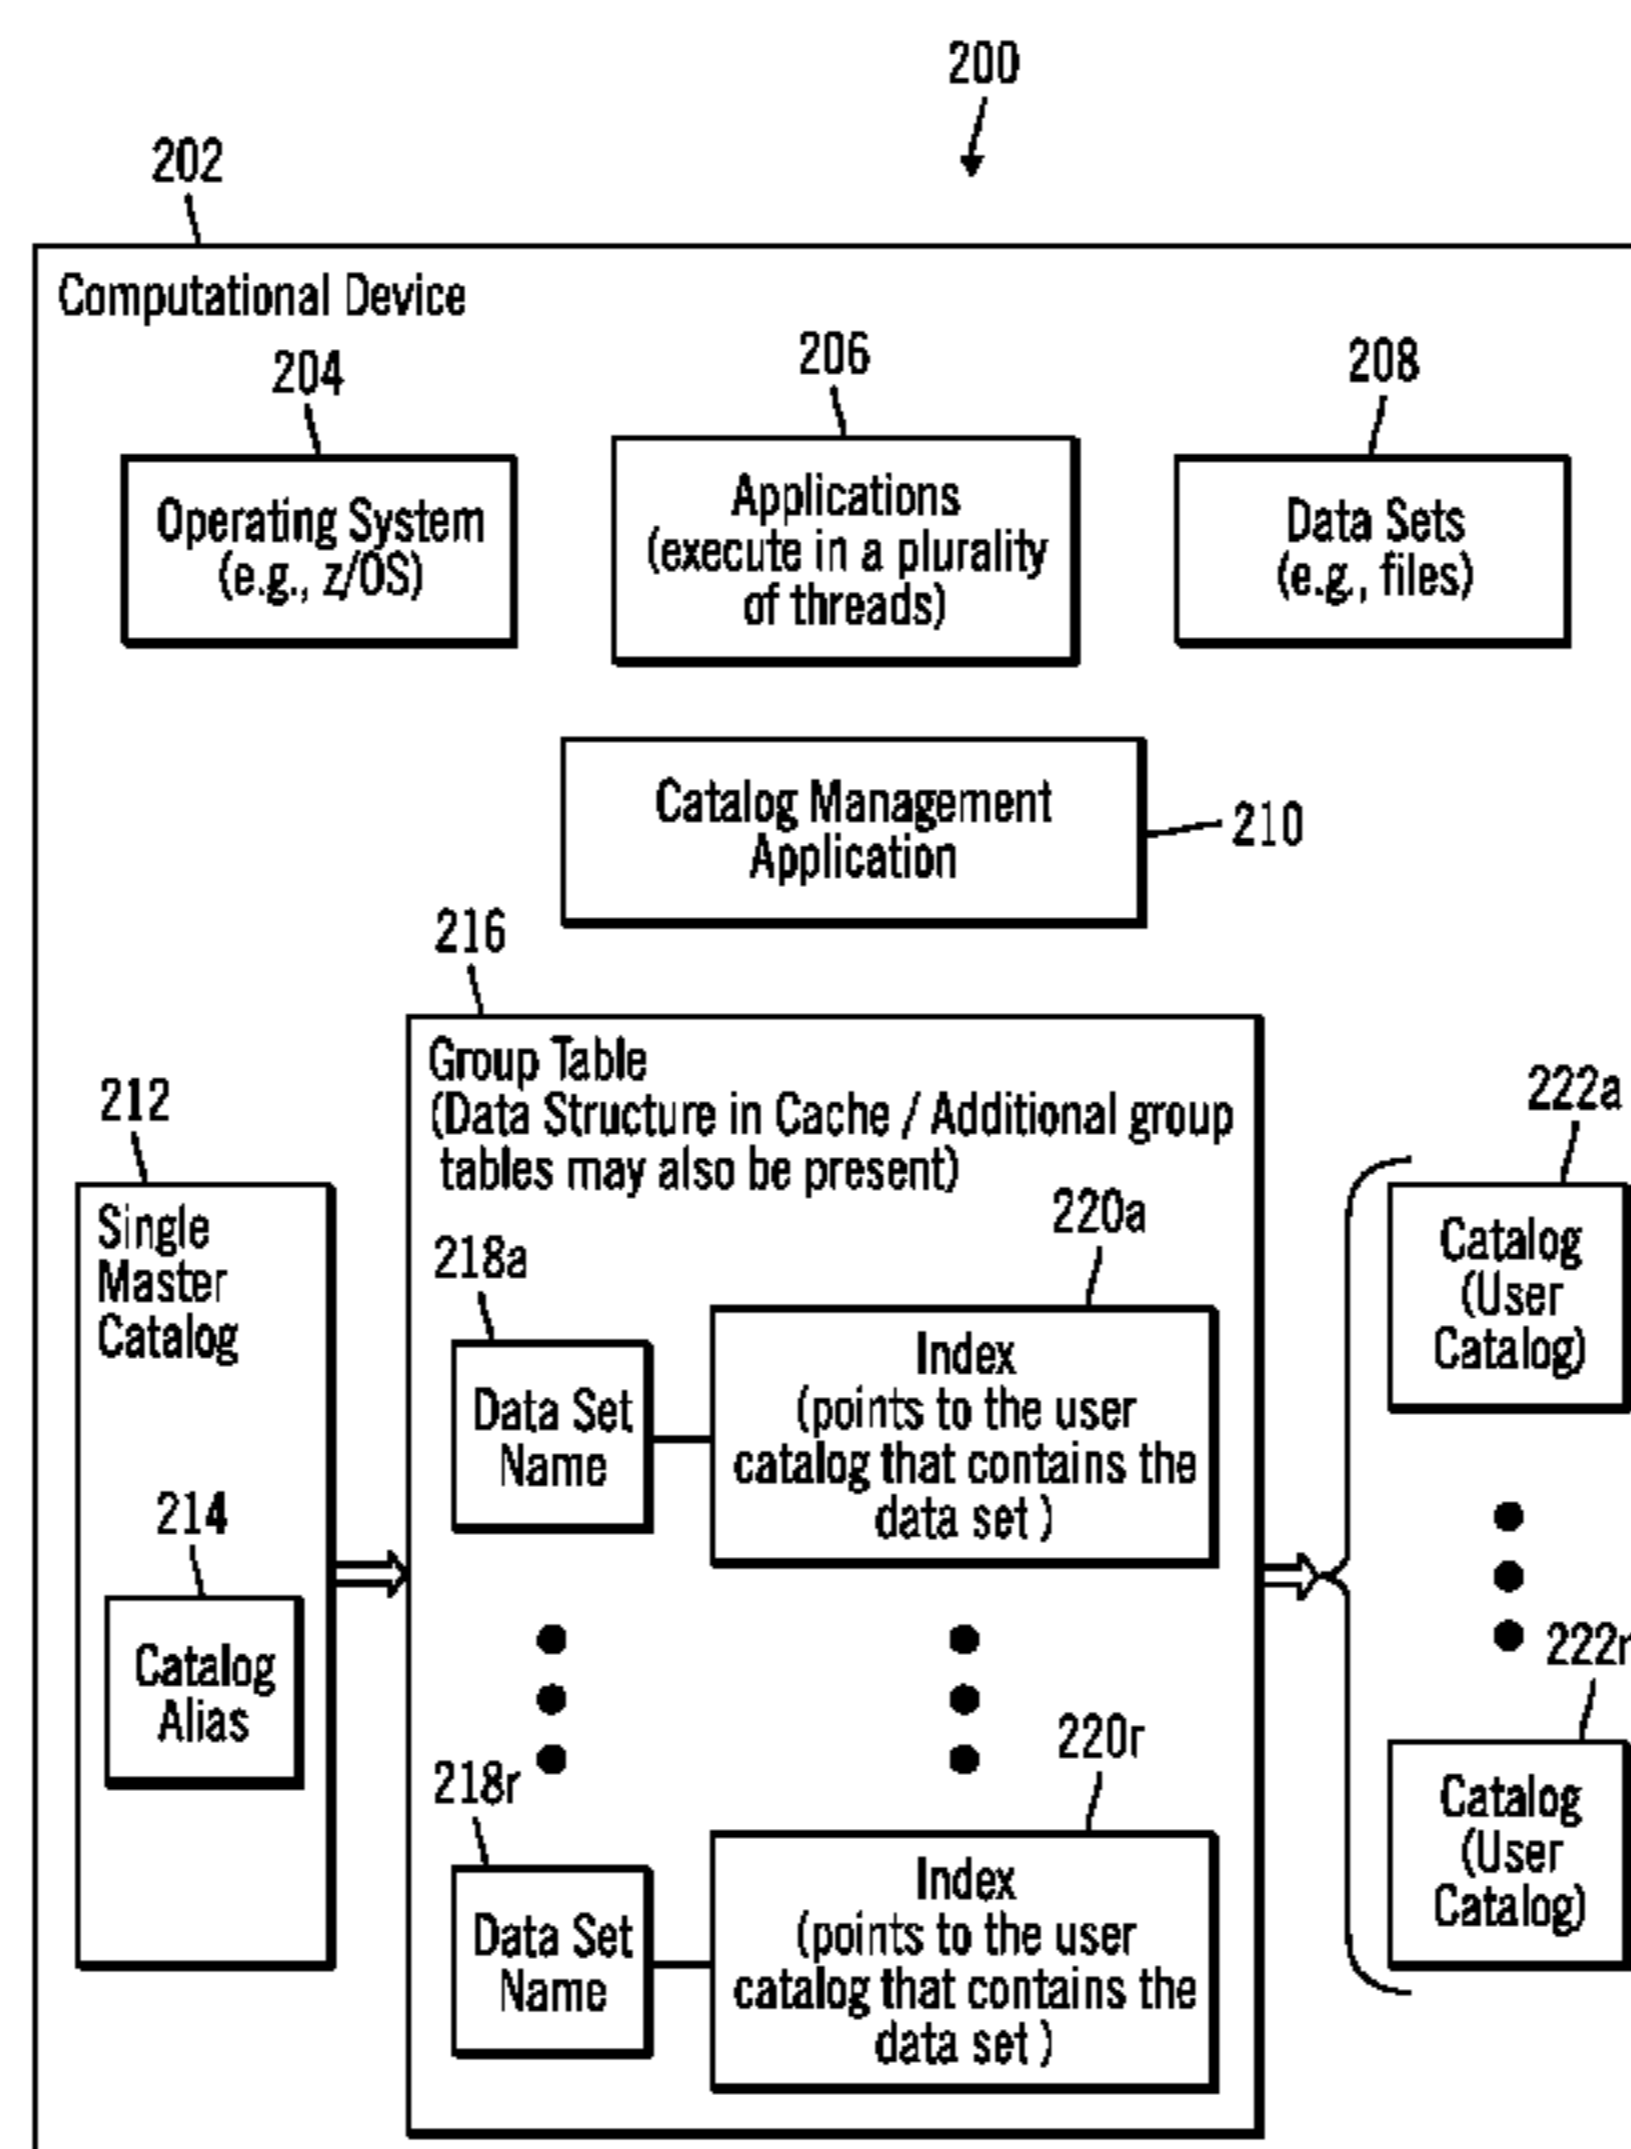 200
202
Computational Device
204
206
208
Operating System
(e.g., z/OS)
Applications
(execute in a plurality
of threads)
Data Sets
(e.g., files)
Catalog Management
Application
210
216
Group Table
(Data Structure in Cache / Additional group
tables may also be present)
212
Single
Master
Catalog
214
Catalog
Alias
218a
Data Set
Name
220a
Index
(points to the user
catalog that contains the
data set )
218r
Data Set
Name
220r
Index
(points to the user
catalog that contains the
data set )
222a
Catalog
(User
Catalog)
222r
Catalog
(User
Catalog)